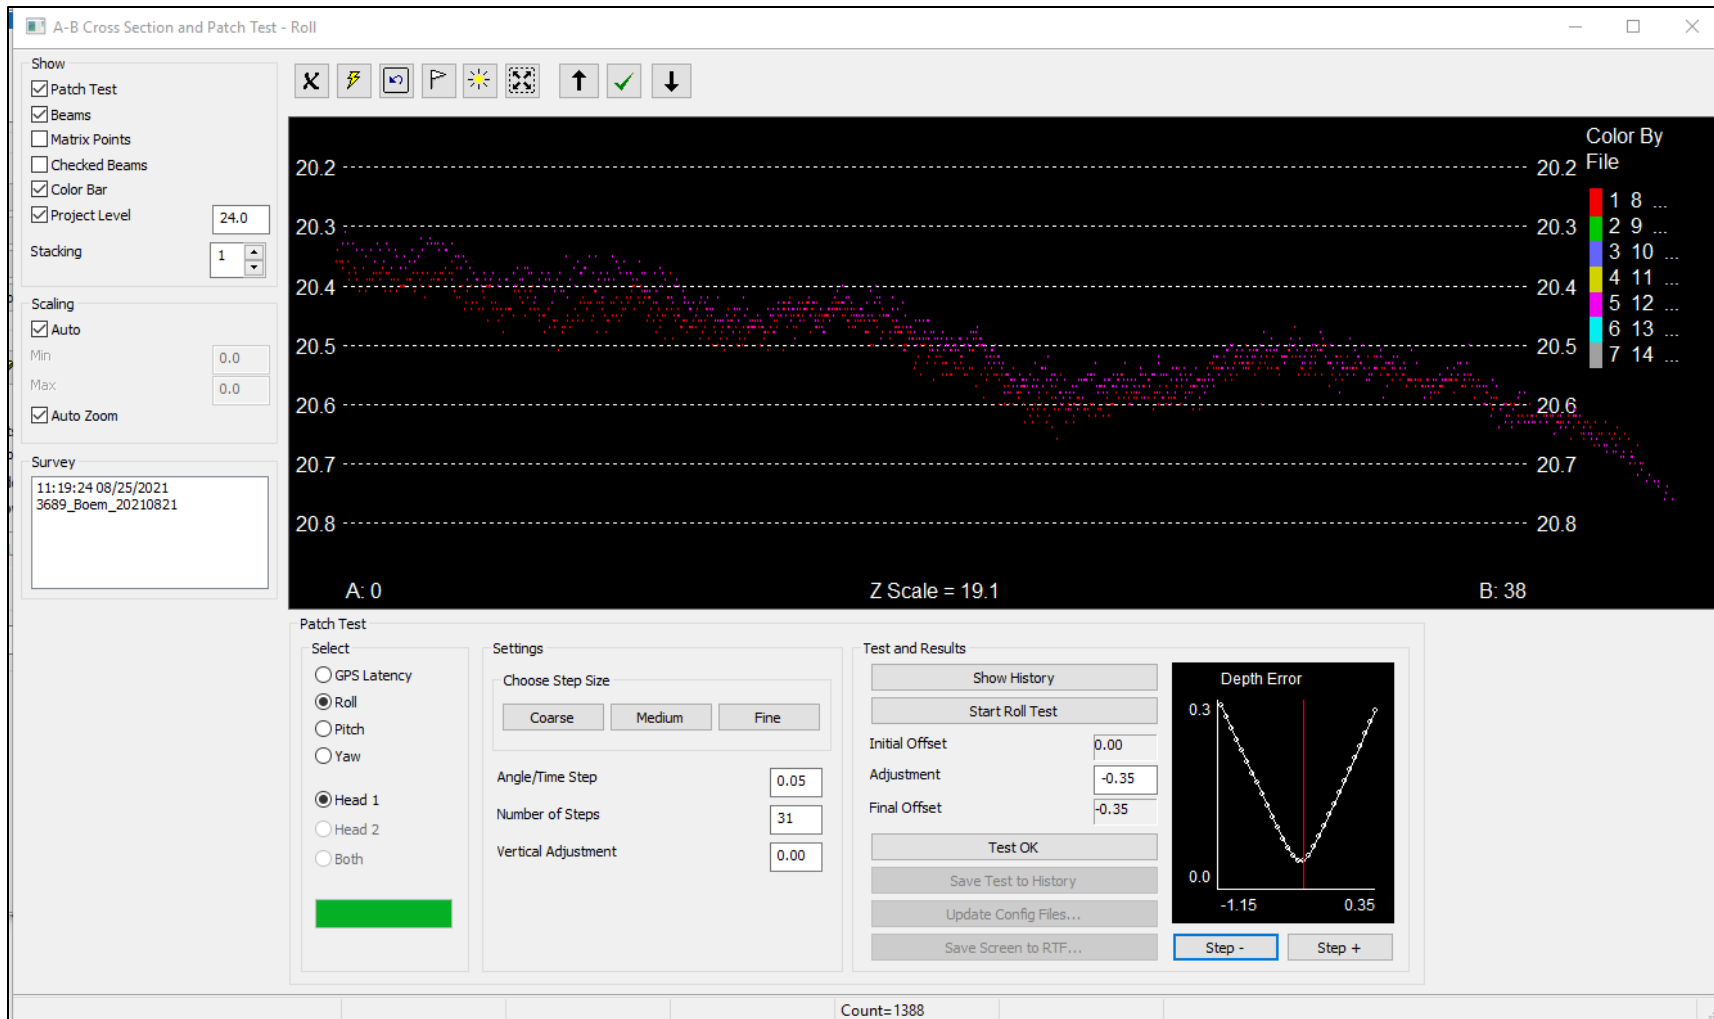 A-B Cross Section and Patch Test - Roll
Show
Patch Test
Beams
Matrix Points
Checked Beams
Color Bar
Project Level 24.0
Stacking 1
Scaling
Auto
Min 0.0
Max 0.0
Auto Zoom
Survey
11:19:24 08/25/2021
3689_Boem_20210821
20.2 20.2
20.3 20.3
20.4 20.4
20.5 20.5
20.6 20.6
20.7 20.7
20.8 20.8
A: 0 Z Scale = 19.1 B: 38
Color By
File
1 8 ...
2 9 ...
3 10 ...
4 11 ...
5 12 ...
6 13 ...
7 14 ...
Patch Test
Select
GPS Latency
Roll
Pitch
Yaw
Head 1
Head 2
Both
Settings
Choose Step Size
Coarse Medium Fine
Angle/Time Step 0.05
Number of Steps 31
Vertical Adjustment 0.00
Test and Results
Show History
Start Roll Test
Initial Offset 0.00
Adjustment -0.35
Final Offset -0.35
Test OK
Save Test to History
Update Config Files...
Save Screen to RTF...
Depth Error
0.3
0.0
-1.15 0.35
Step - Step +
Count=1388